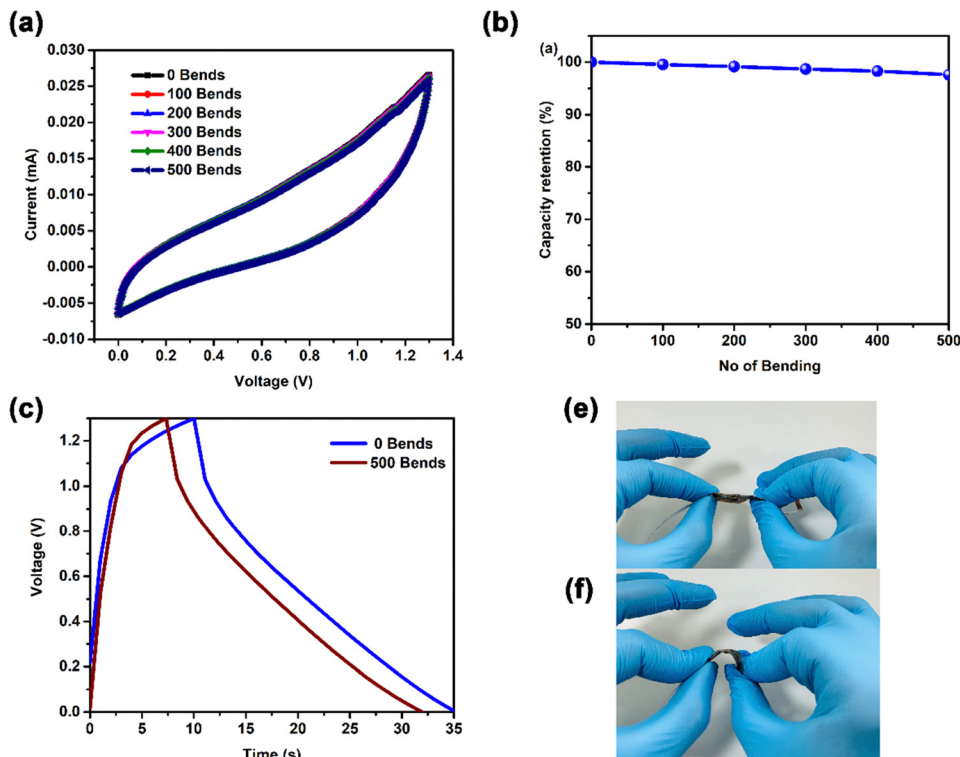 (a)
0.030
0.025
0.020
0.015
0.010
0.005
0.000
-0.005
-0.010
Current (mA)
0 Bends
100 Bends
200 Bends
300 Bends
400 Bends
500 Bends
0.0 0.2 0.4 0.6 0.8 1.0 1.2 1.4
Voltage (V)
(b)
(a)
100
90
80
70
60
50
Capacity retention (%)
0 100 200 300 400 500
No of Bending
(c)
1.2
1.0
0.8
0.6
0.4
0.2
0.0
Voltage (V)
0 Bends
500 Bends
0 5 10 15 20 25 30 35
Time (s)
(e)
(f)